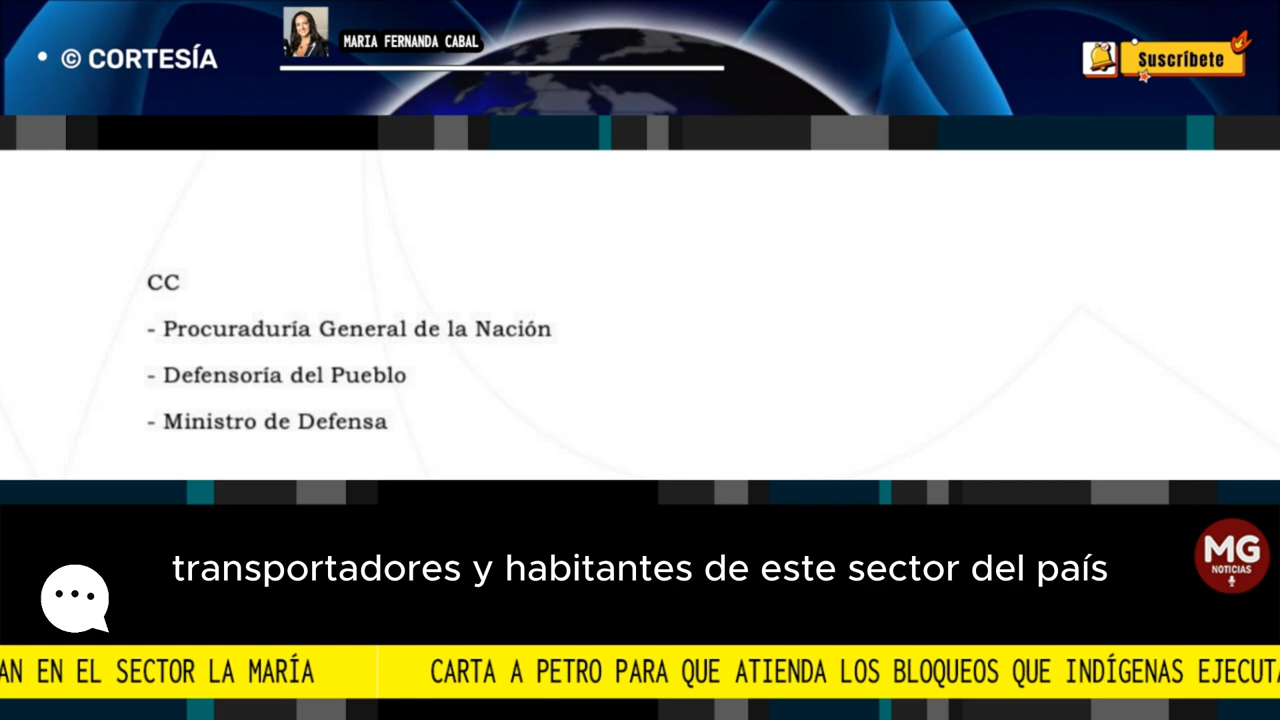 • © CORTESÍA
MARIA FERNANDA CABAL
Suscríbete
CC
- Procuraduría General de la Nación
- Defensoría del Pueblo
- Ministro de Defensa
transportadores y habitantes de este sector del país
MG
NOTICIAS
AN EN EL SECTOR LA MARÍA CARTA A PETRO PARA QUE ATIENDA LOS BLOQUEOS QUE INDÍGENAS EJECUTA